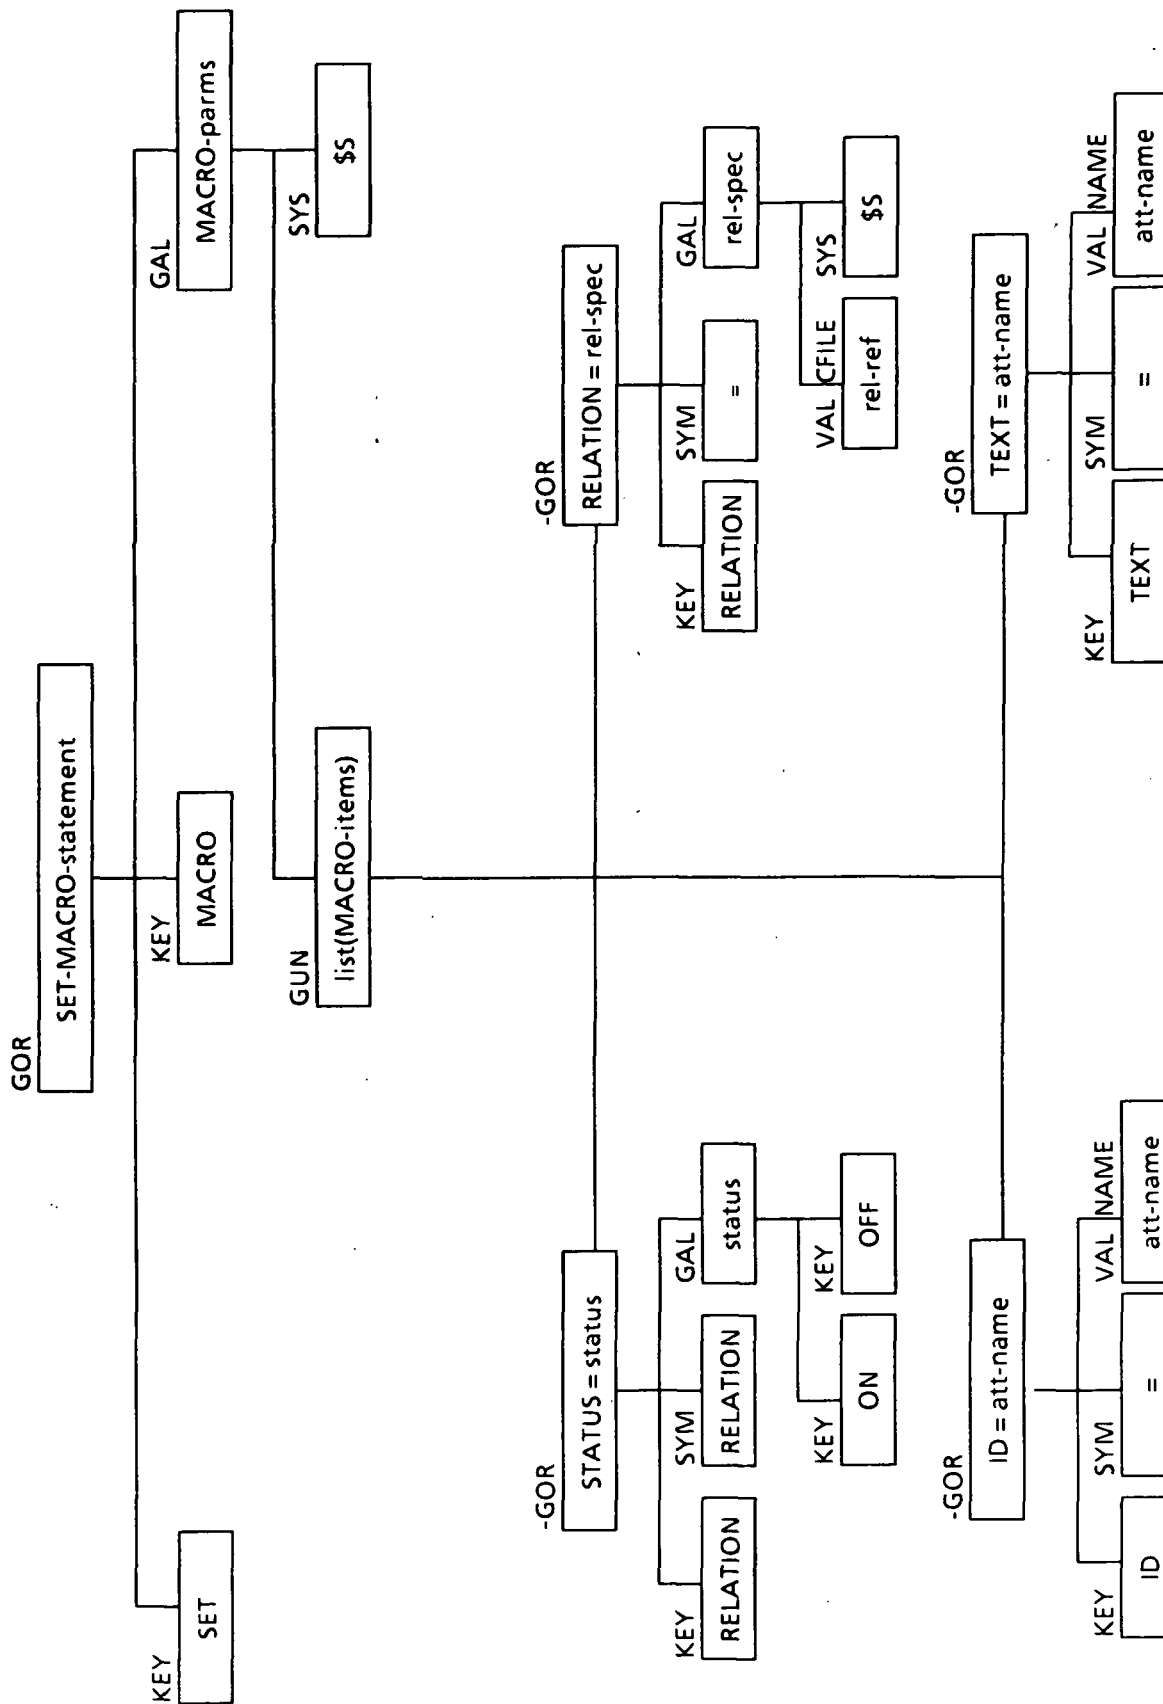 GOR
SET-MACRO-statement
KEY
SET
KEY
MACRO
GAL
MACRO-parms
GUN
list(MACRO-items)
SYS
$S
-GOR
STATUS = status
KEY
RELATION
SYM
RELATION
GAL
status
KEY
ON
KEY
OFF
-GOR
RELATION = rel-spec
KEY
RELATION
SYM
=
GAL
rel-spec
VAL CFILE
rel-ref
SYS
$S
-GOR
ID = att-name
KEY
ID
SYM
=
VAL NAME
att-name
-GOR
TEXT = att-name
KEY
TEXT
SYM
=
VAL NAME
att-name